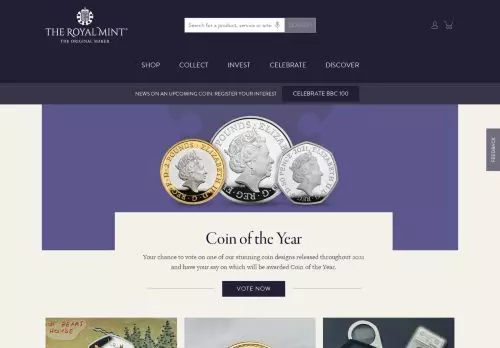 THE ROYAL MINT®
THE ORIGINAL MAKER
Search for a product, service or arti
SHOP COLLECT INVEST CELEBRATE DISCOVER
NEWS ON AN UPCOMING COIN: REGISTER YOUR INTEREST CELEBRATE BBC 100
FEEDBACK
Coin of the Year
Your chance to vote on one of our stunning coin designs released throughout 2021
and have your say on which will be awarded Coin of the Year.
VOTE NOW